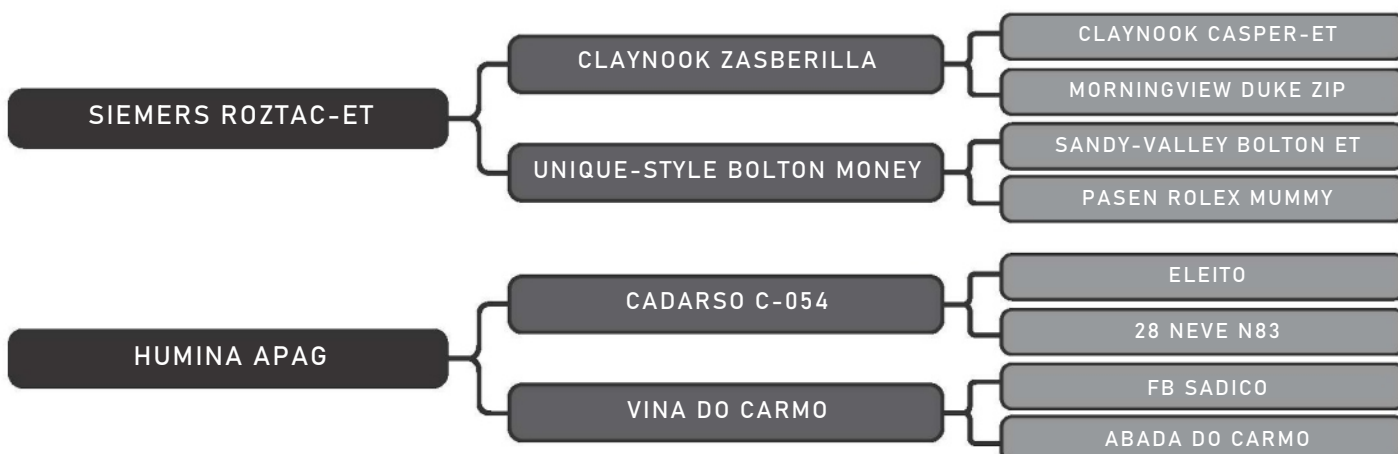 SIEMERS ROZTAC-ET
CLAYNOOK ZASBERILLA
CLAYNOOK CASPER-ET
MORNINGVIEW DUKE ZIP
UNIQUE-STYLE BOLTON MONEY
SANDY-VALLEY BOLTON ET
PASEN ROLEX MUMMY
HUMINA APAG
CADARSO C-054
ELEITO
28 NEVE N83
VINA DO CARMO
FB SADICO
ABADA DO CARMO